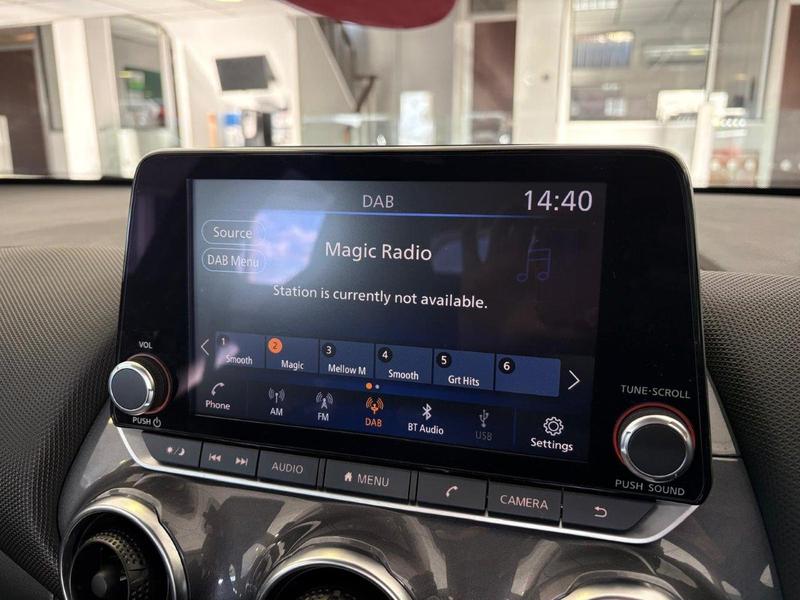 DAB
14:40
Source
Magic Radio
DAB Menu
Station is currently not available.
1 Smooth
2 Magic
3 Mellow M
4 Smooth
5 Grt Hits
6
Phone
AM
FM
DAB
BT Audio
USB
Settings
VOL
PUSH
TUNE·SCROLL
PUSH SOUND
AUDIO
MENU
CAMERA